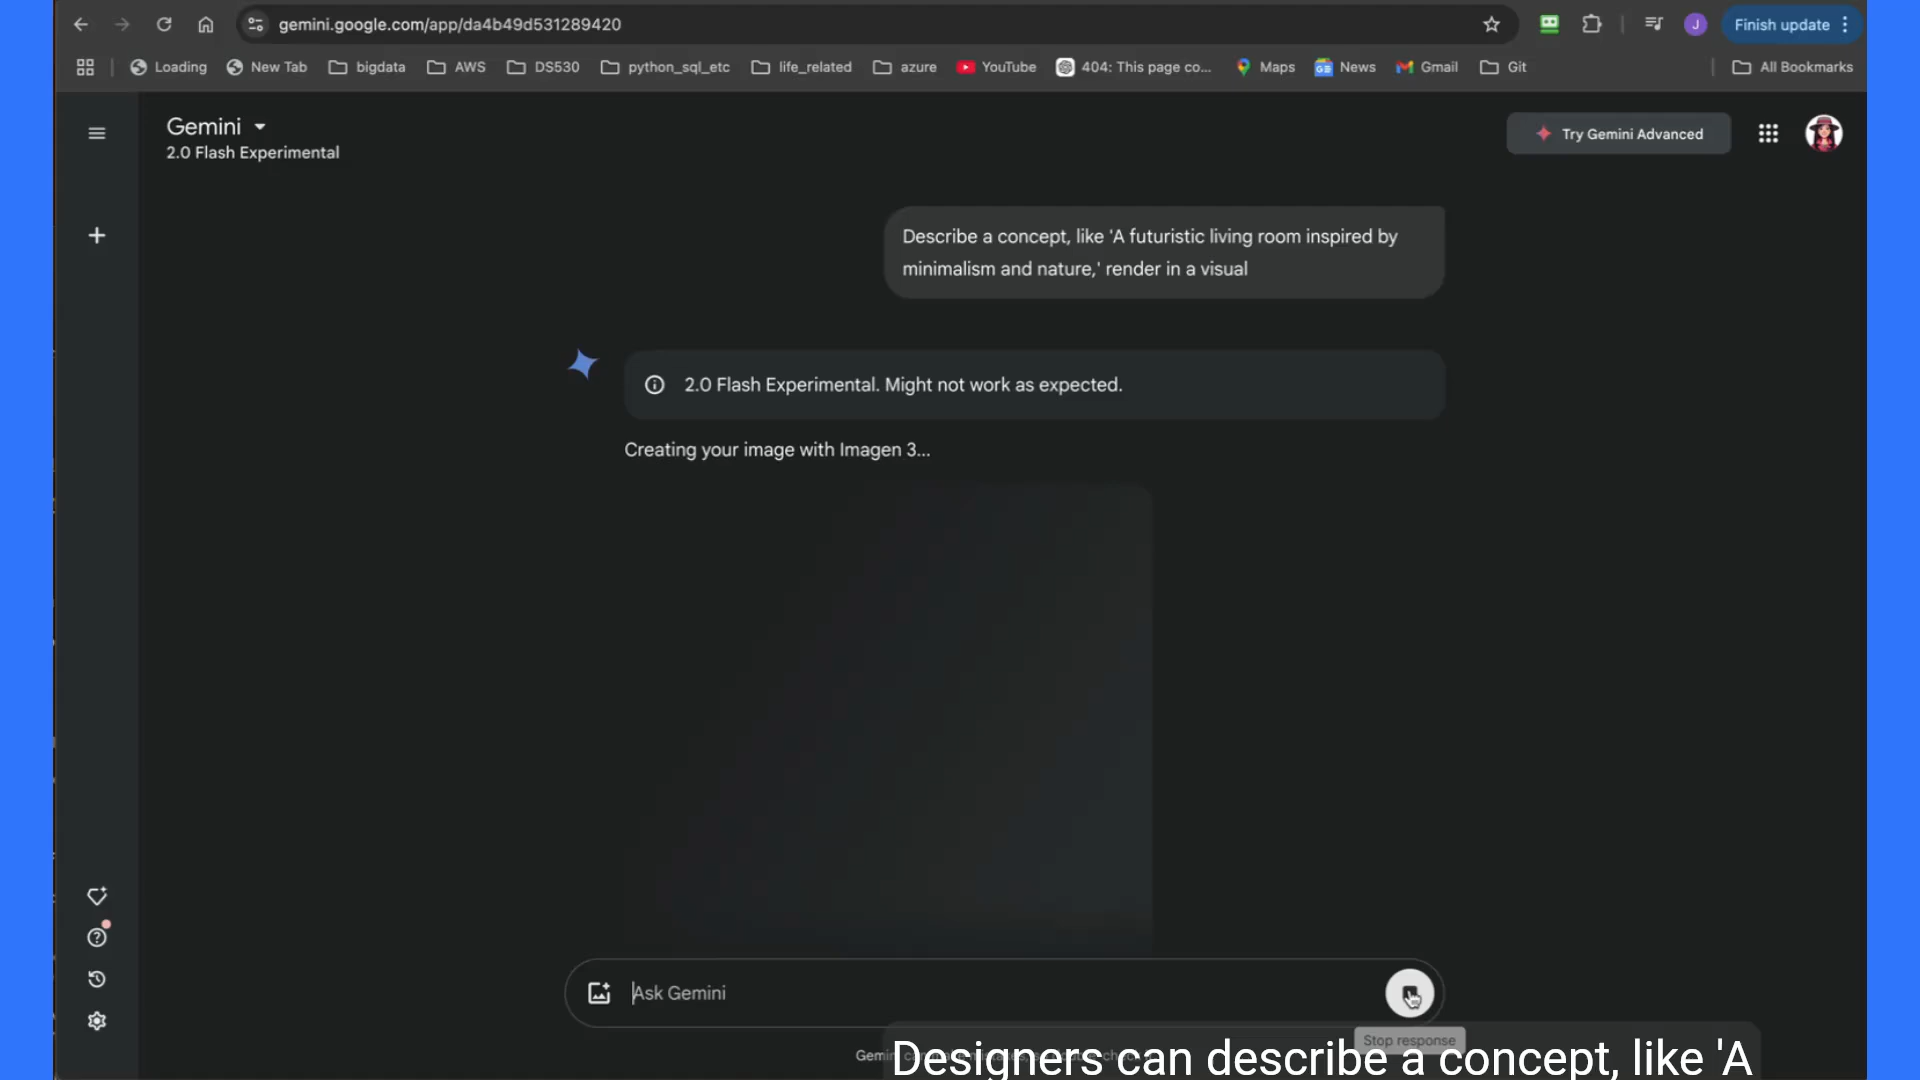 gemini.google.com/app/da4b49d531289420
J
Finish update
Loading
New Tab
bigdata
AWS
DS530
python_sql_etc
life_related
azure
YouTube
404: This page co...
Maps
News
Gmail
Git
All Bookmarks
Gemini
2.0 Flash Experimental
Try Gemini Advanced
Describe a concept, like 'A futuristic living room inspired by
minimalism and nature,' render in a visual
2.0 Flash Experimental. Might not work as expected.
Creating your image with Imagen 3...
Ask Gemini
Stop response
Designers can describe a concept, like 'A